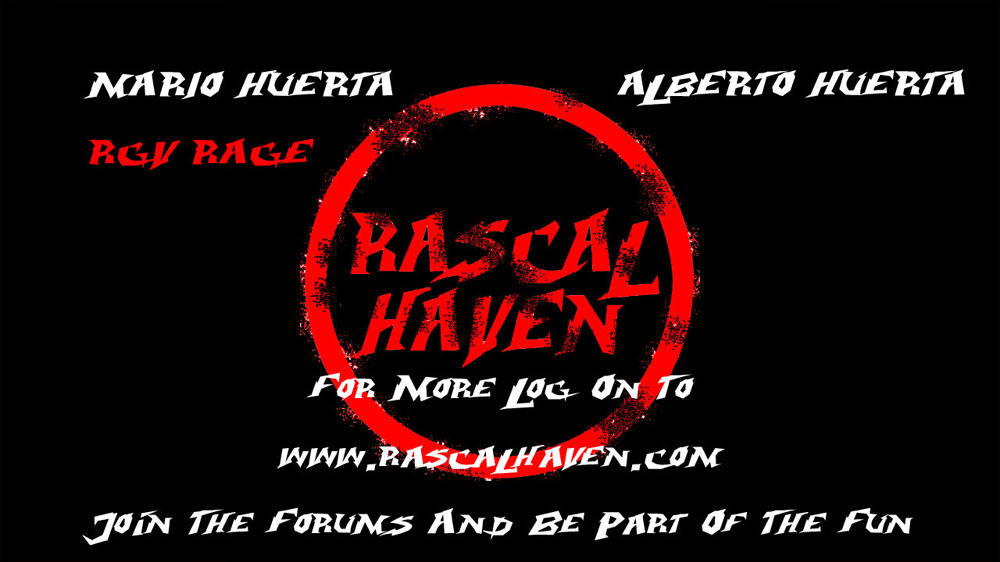 Mario Huerta
Alberto Huerta
RGV Rage
Rascal
Haven
For More Log On To
www.rascalhaven.com
Join The Forums And Be Part Of The Fun